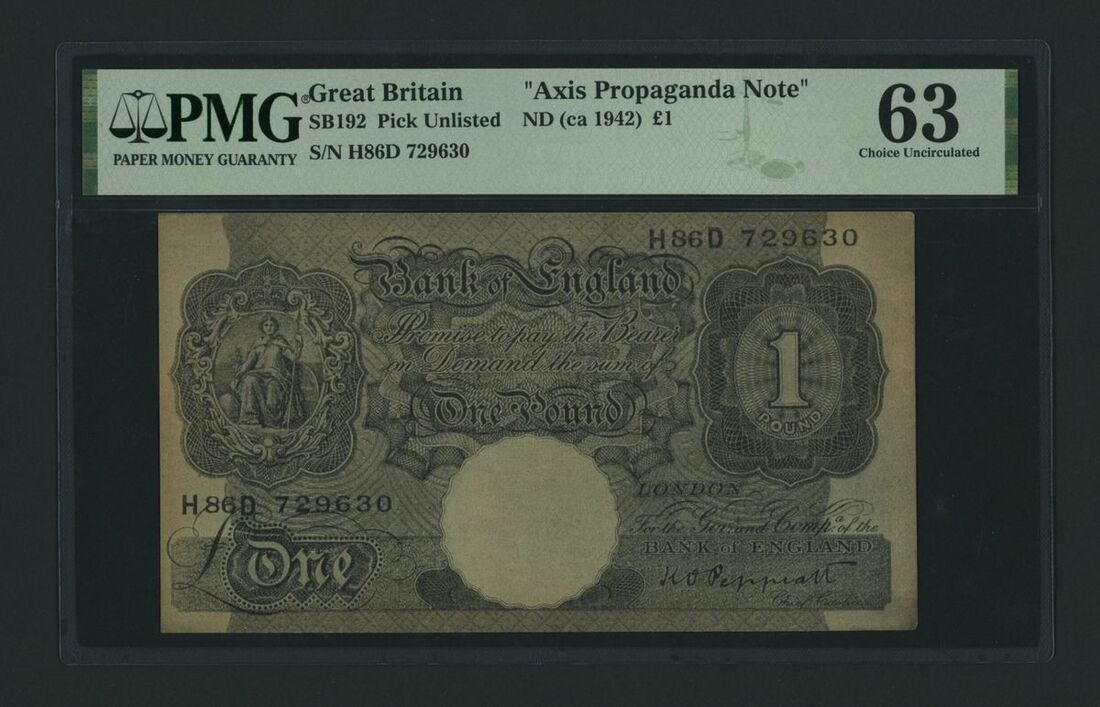 PMG®
PAPER MONEY GUARANTY
Great Britain "Axis Propaganda Note"
SB192 Pick Unlisted ND (ca 1942) £1
S/N H86D 729630
63
Choice Uncirculated
H86D 729630
Bank of England
Promise to pay the Bearer
on Demand the sum of
One Pound
1
POUND
H86D 729630
£One
LONDON
For the Govr. and Compa. of the
BANK of ENGLAND
K O Peppiatt
Chief Cashier